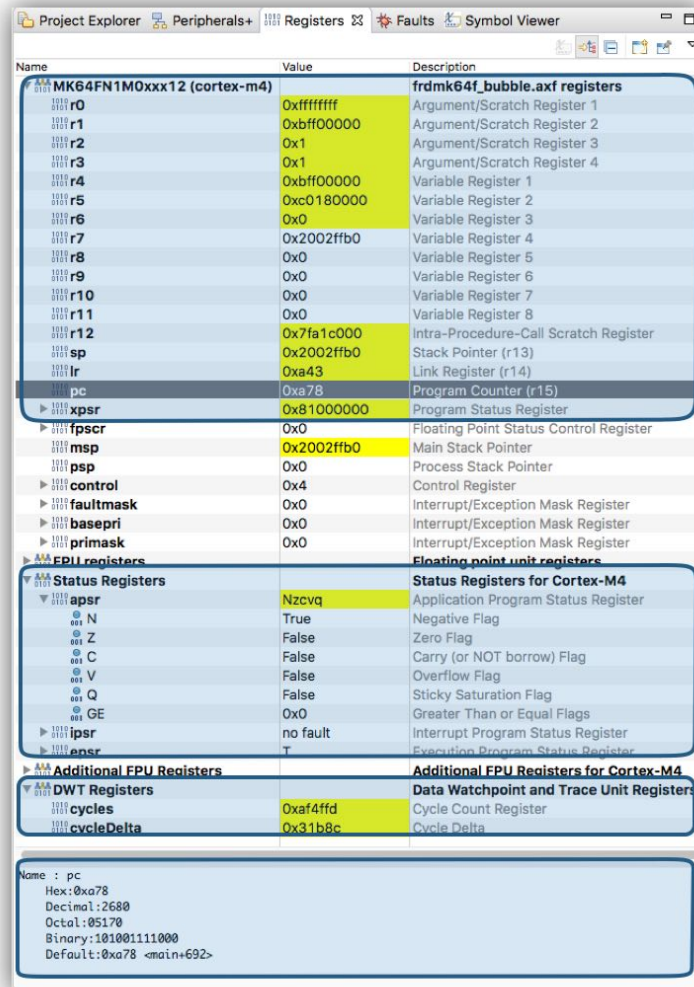 Project Explorer Peripherals+ Registers Faults Symbol Viewer
Name Value Description
MK64FN1M0xxx12 (cortex-m4) frdmk64f_bubble.axf registers
r0 0xffffffff Argument/Scratch Register 1
r1 0xbff00000 Argument/Scratch Register 2
r2 0x1 Argument/Scratch Register 3
r3 0x1 Argument/Scratch Register 4
r4 0xbff00000 Variable Register 1
r5 0xc0180000 Variable Register 2
r6 0x0 Variable Register 3
r7 0x2002ffb0 Variable Register 4
r8 0x0 Variable Register 5
r9 0x0 Variable Register 6
r10 0x0 Variable Register 7
r11 0x0 Variable Register 8
r12 0x7fa1c000 Intra-Procedure-Call Scratch Register
sp 0x2002ffb0 Stack Pointer (r13)
lr 0xa43 Link Register (r14)
pc 0xa78 Program Counter (r15)
xpsr 0x81000000 Program Status Register
fpscr 0x0 Floating Point Status Control Register
msp 0x2002ffb0 Main Stack Pointer
psp 0x0 Process Stack Pointer
control 0x4 Control Register
faultmask 0x0 Interrupt/Exception Mask Register
basepri 0x0 Interrupt/Exception Mask Register
primask 0x0 Interrupt/Exception Mask Register
FPU registers Floating point unit registers
Status Registers Status Registers for Cortex-M4
apsr Nzcvq Application Program Status Register
N True Negative Flag
Z False Zero Flag
C False Carry (or NOT borrow) Flag
V False Overflow Flag
Q False Sticky Saturation Flag
GE 0x0 Greater Than or Equal Flags
ipsr no fault Interrupt Program Status Register
epsr T Execution Program Status Register
Additional FPU Registers Additional FPU Registers for Cortex-M4
DWT Registers Data Watchpoint and Trace Unit Registers
cycles 0xaf4ffd Cycle Count Register
cycleDelta 0x31b8c Cycle Delta
Name : pc
Hex:0xa78
Decimal:2680
Octal:05170
Binary:101001111000
Default:0xa78 <main+692>